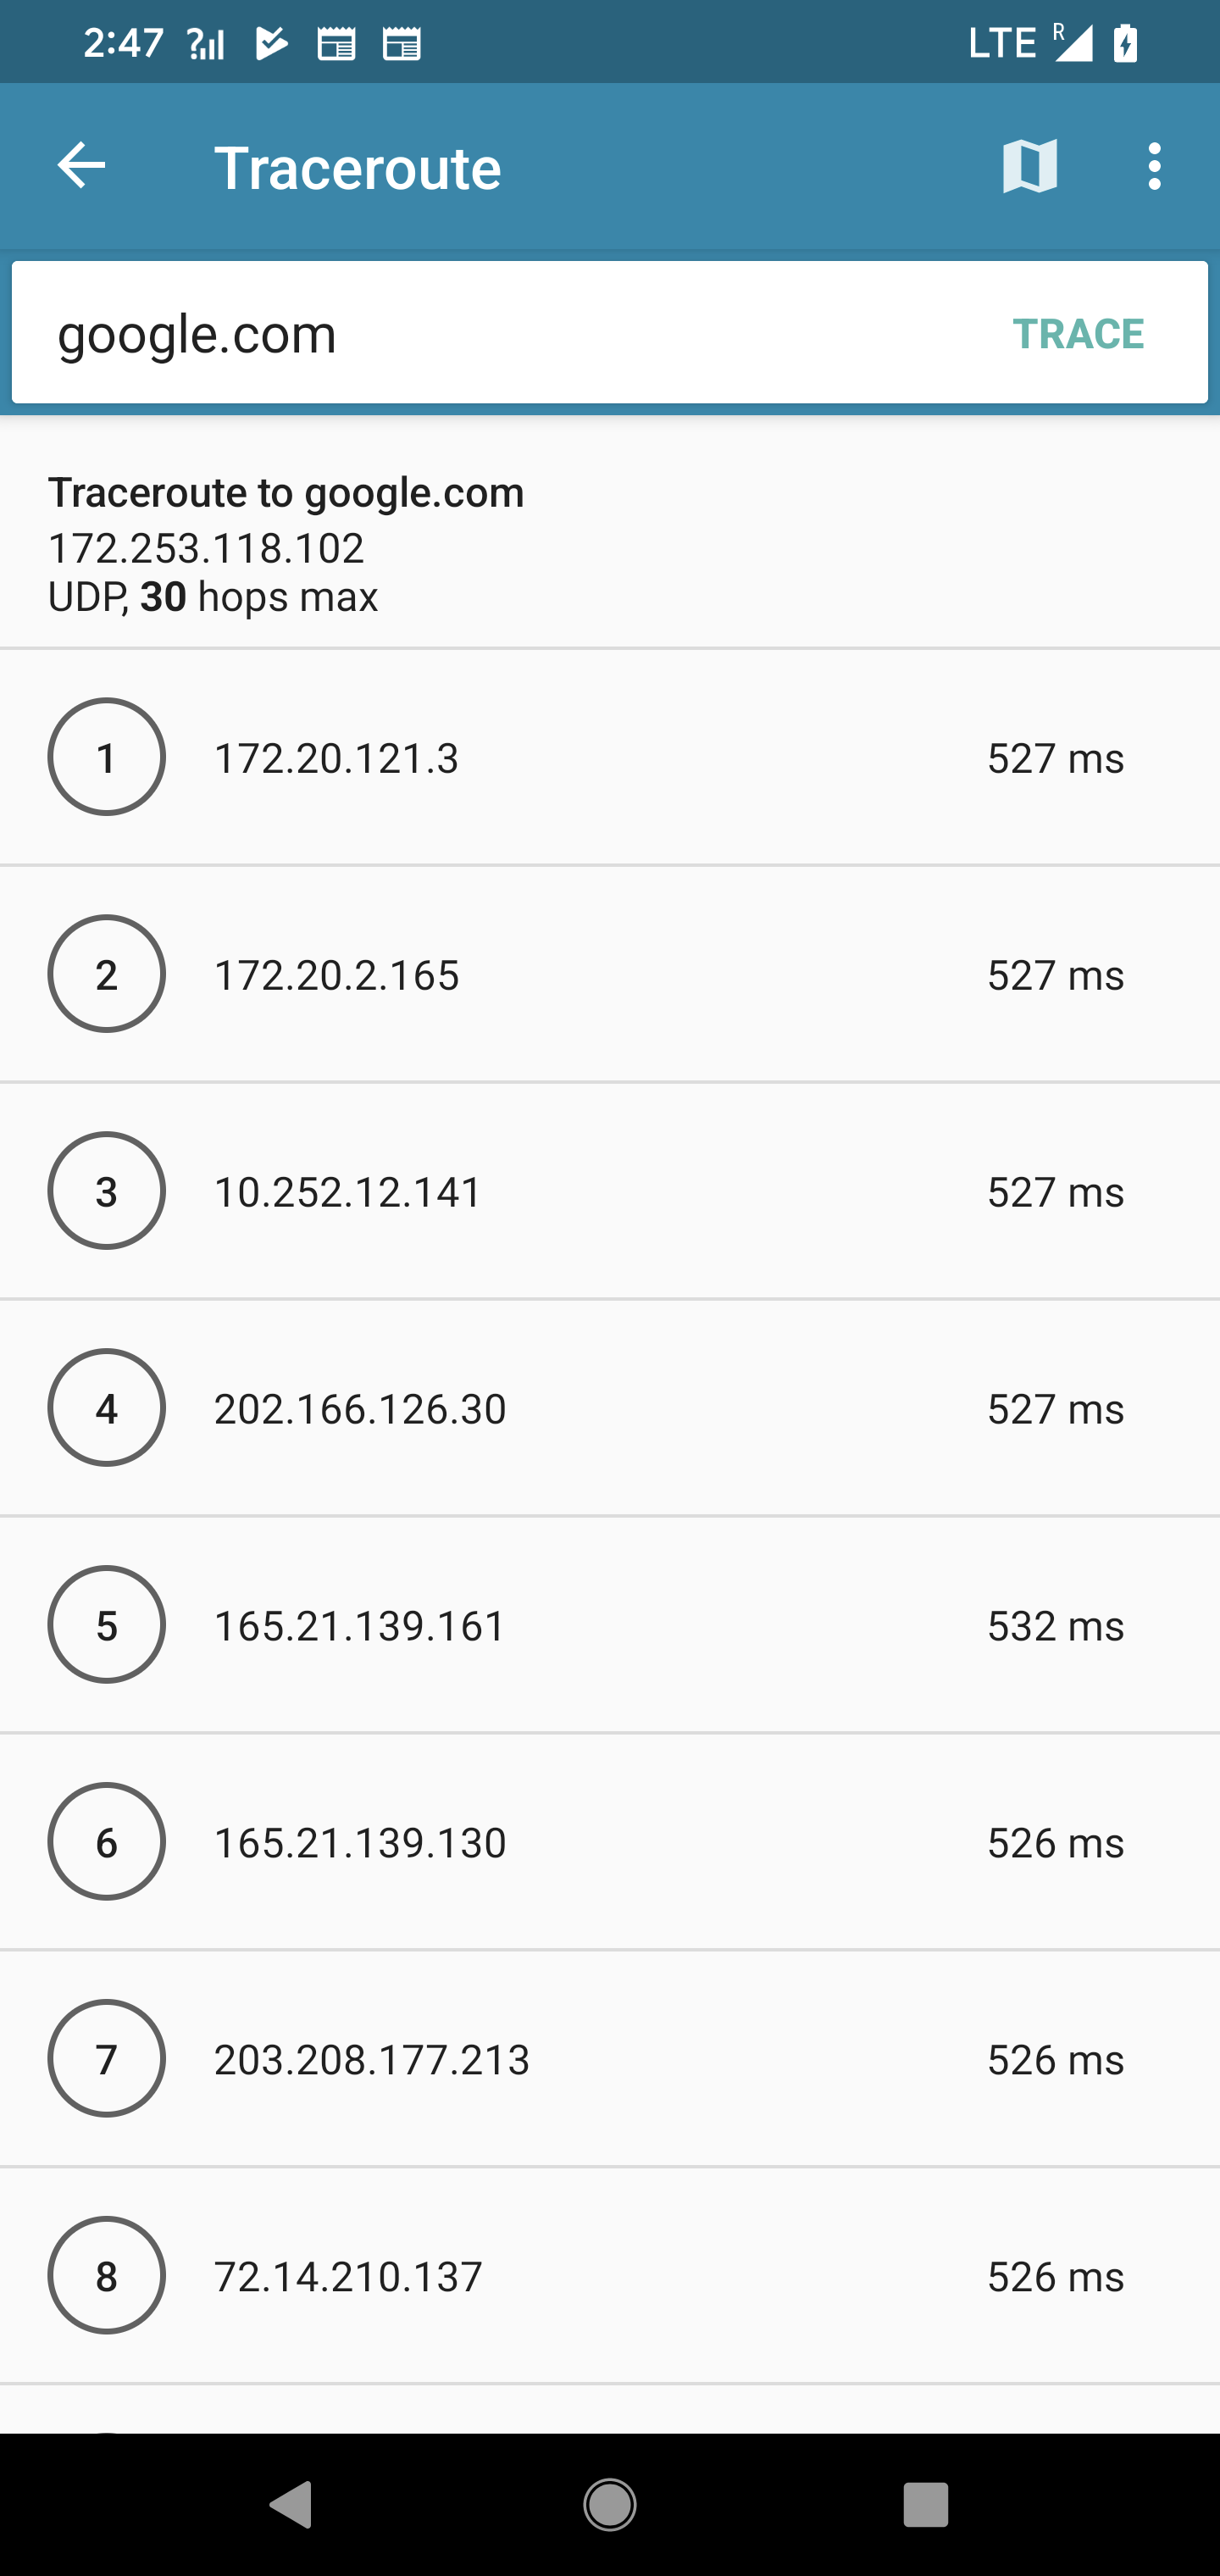 2:47 LTE R
Traceroute
google.com TRACE
Traceroute to google.com
172.253.118.102
UDP, 30 hops max
1 172.20.121.3 527 ms
2 172.20.2.165 527 ms
3 10.252.12.141 527 ms
4 202.166.126.30 527 ms
5 165.21.139.161 532 ms
6 165.21.139.130 526 ms
7 203.208.177.213 526 ms
8 72.14.210.137 526 ms